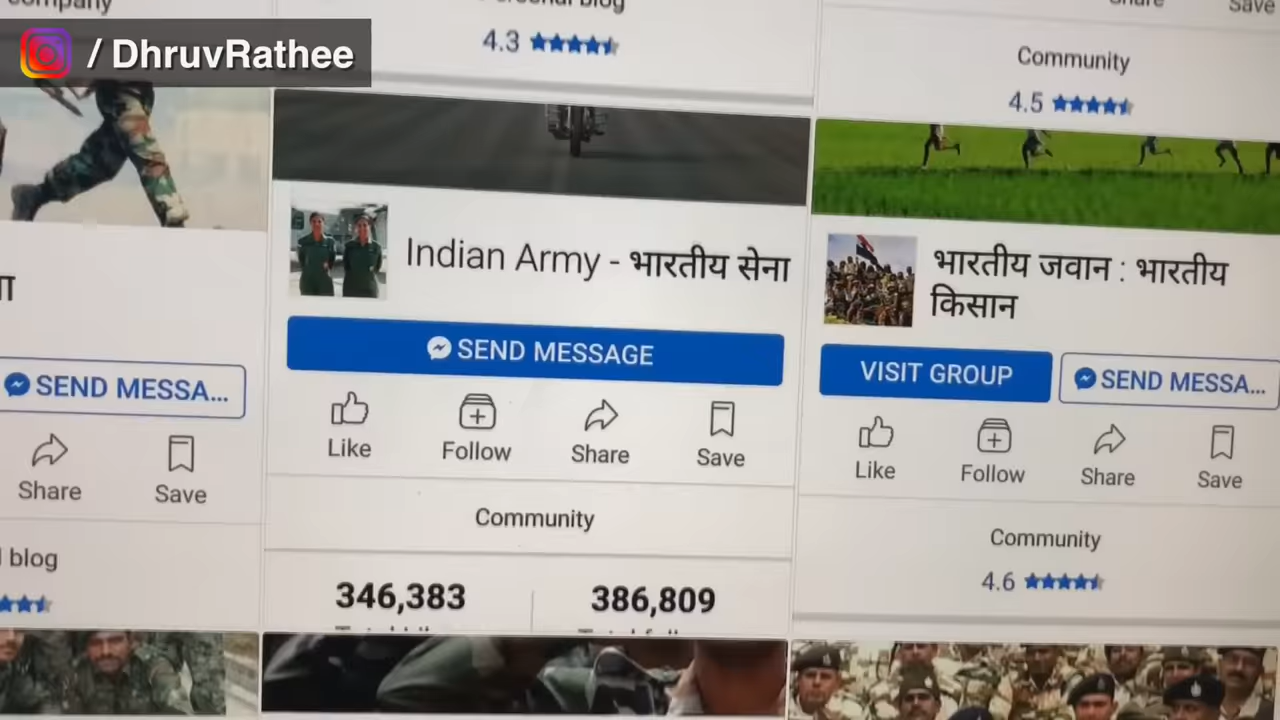 / DhruvRathee
4.3
Community
4.5
Indian Army - भारतीय सेना
SEND MESSAGE
Like
Follow
Share
Save
Community
346,383
386,809
भारतीय जवान : भारतीय
किसान
VISIT GROUP
SEND MESSA...
Like
Follow
Share
Save
Community
4.6
SEND MESSA...
Share
Save
blog